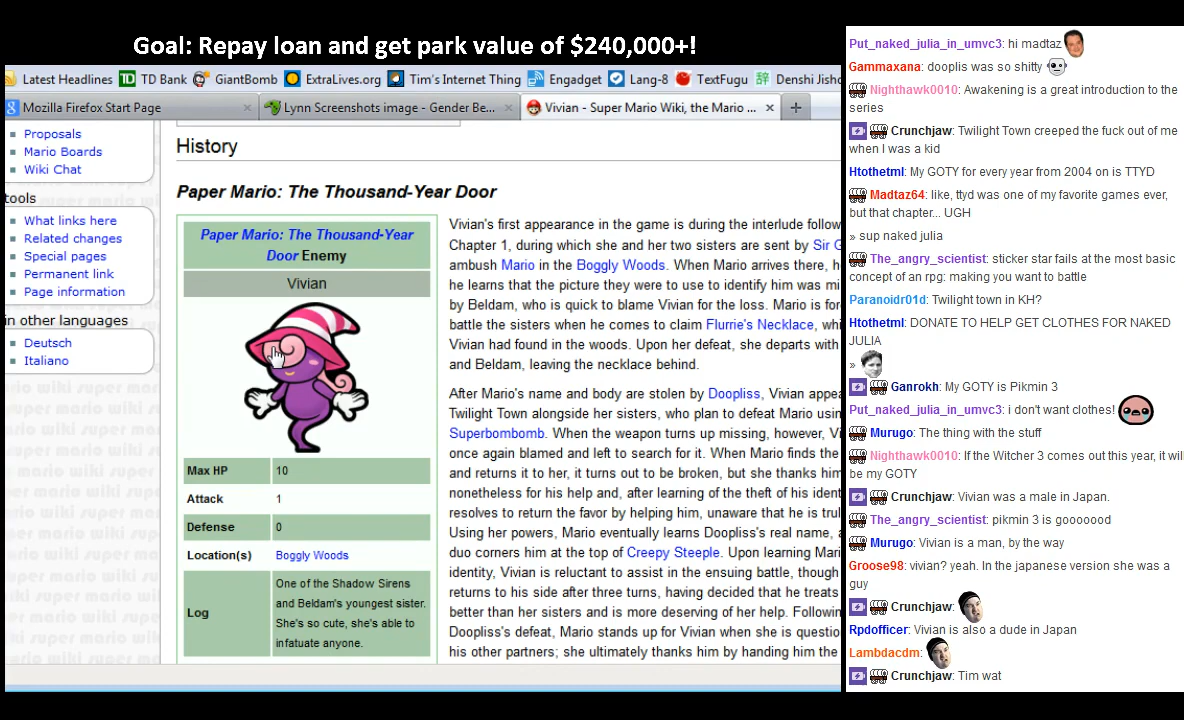 Goal: Repay loan and get park value of $240,000+!
Latest Headlines TD Bank GiantBomb ExtraLives.org Tim's Internet Thing Engadget Lang-8 TextFugu Denshi Jisho
Mozilla Firefox Start Page Lynn Screenshots image - Gender Be... Vivian - Super Mario Wiki, the Mario ...
Proposals
Mario Boards
Wiki Chat
tools
What links here
Related changes
Special pages
Permanent link
Page information
in other languages
Deutsch
Italiano
History
Paper Mario: The Thousand-Year Door
Paper Mario: The Thousand-Year
Door Enemy
Vivian
Max HP 10
Attack 1
Defense 0
Location(s) Boggly Woods
Log
One of the Shadow Sirens
and Beldam's youngest sister.
She's so cute, she's able to
infatuate anyone.
Vivian's first appearance in the game is during the interlude follow
Chapter 1, during which she and her two sisters are sent by Sir G
ambush Mario in the Boggly Woods. When Mario arrives there, h
he learns that the picture they were to use to identify him was mi
by Beldam, who is quick to blame Vivian for the loss. Mario is for
battle the sisters when he comes to claim Flurrie's Necklace, whi
Vivian had found in the woods. Upon her defeat, she departs with
and Beldam, leaving the necklace behind.
After Mario's name and body are stolen by Doopliss, Vivian appea
Twilight Town alongside her sisters, who plan to defeat Mario usin
Superbombomb. When the weapon turns up missing, however, Vi
once again blamed and left to search for it. When Mario finds the
and returns it to her, it turns out to be broken, but she thanks him
nonetheless for his help and, after learning of the theft of his ident
resolves to return the favor by helping him, unaware that he is trul
Using her powers, Mario eventually learns Doopliss's real name, a
duo corners him at the top of Creepy Steeple. Upon learning Mari
identity, Vivian is reluctant to assist in the ensuing battle, though
returns to his side after three turns, having decided that he treats
better than her sisters and is more deserving of her help. Followin
Doopliss's defeat, Mario stands up for Vivian when she is questio
his other partners; she ultimately thanks him by handing him the
Put_naked_julia_in_umvc3: hi madtaz
Gammaxana: dooplis was so shitty
Nighthawk0010: Awakening is a great introduction to the
series
Crunchjaw: Twilight Town creeped the fuck out of me
when I was a kid
Htothetml: My GOTY for every year from 2004 on is TTYD
Madtaz64: like, ttyd was one of my favorite games ever,
but that chapter... UGH
» sup naked julia
The_angry_scientist: sticker star fails at the most basic
concept of an rpg: making you want to battle
Paranoidr01d: Twilight town in KH?
Htothetml: DONATE TO HELP GET CLOTHES FOR NAKED
JULIA
»
Ganrokh: My GOTY is Pikmin 3
Put_naked_julia_in_umvc3: i don't want clothes!
Murugo: The thing with the stuff
Nighthawk0010: If the Witcher 3 comes out this year, it will
be my GOTY
Crunchjaw: Vivian was a male in Japan.
The_angry_scientist: pikmin 3 is gooooood
Murugo: Vivian is a man, by the way
Groose98: vivian? yeah. In the japanese version she was a
guy
Crunchjaw:
Rpdofficer: Vivian is also a dude in Japan
Lambdacdm:
Crunchjaw: Tim wat